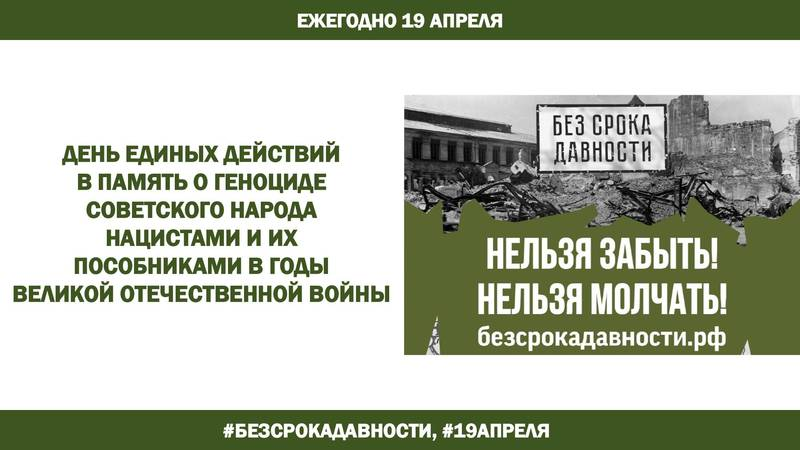 ЕЖЕГОДНО 19 АПРЕЛЯ
ДЕНЬ ЕДИНЫХ ДЕЙСТВИЙ
В ПАМЯТЬ О ГЕНОЦИДЕ
СОВЕТСКОГО НАРОДА
НАЦИСТАМИ И ИХ
ПОСОБНИКАМИ В ГОДЫ
ВЕЛИКОЙ ОТЕЧЕСТВЕННОЙ ВОЙНЫ
БЕЗ СРОКА
ДАВНОСТИ
НЕЛЬЗЯ ЗАБЫТЬ!
НЕЛЬЗЯ МОЛЧАТЬ!
безсрокадавности.рф
#БЕЗСРОКАДАВНОСТИ, #19АПРЕЛЯ